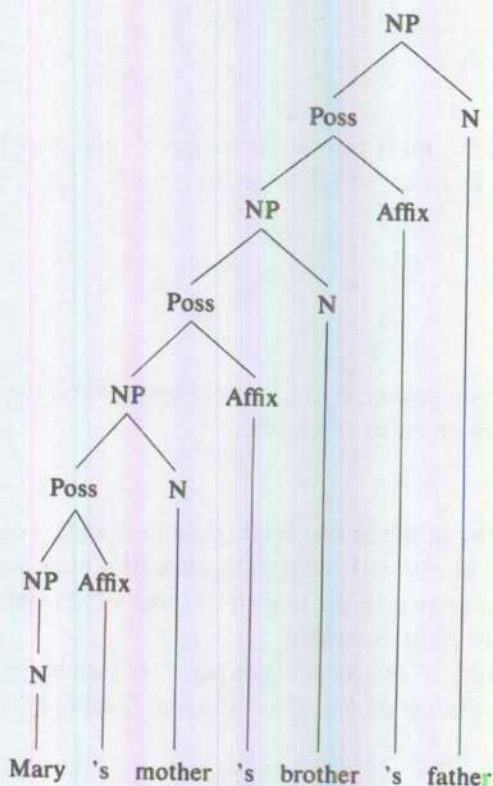 NP
Poss N
NP Affix
Poss N
NP Affix
Poss N
NP Affix
N
Mary 's mother 's brother 's father